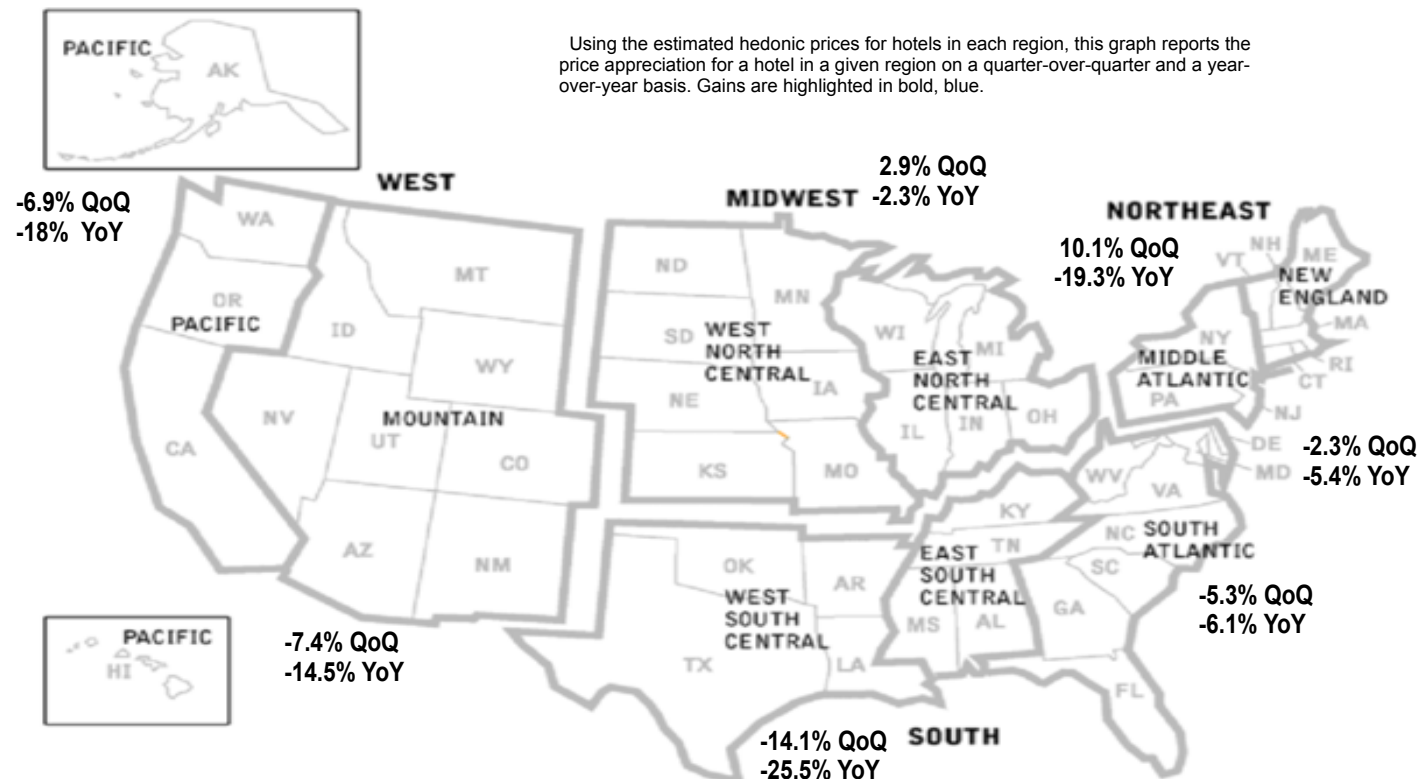 PACIFIC
AK
Using the estimated hedonic prices for hotels in each region, this graph reports the
price appreciation for a hotel in a given region on a quarter-over-quarter and a year-
over-year basis. Gains are highlighted in bold, blue.
-6.9% QoQ
-18% YoY
WEST
MIDWEST
2.9% QoQ
-2.3% YoY
NORTHEAST
10.1% QoQ
-19.3% YoY
WA
OR
PACIFIC
CA
MT
ID
WY
NV
UT
MOUNTAIN
CO
AZ
NM
ND
MN
SD
WEST
NORTH
CENTRAL
NE
IA
KS
MO
WI
MI
EAST
NORTH
CENTRAL
IL
IN
OH
VT
NH
ME
NEW
ENGLAND
MA
RI
CT
NY
MIDDLE
ATLANTIC
PA
NJ
DE
MD
-2.3% QoQ
-5.4% YoY
WV
VA
NC
SOUTH
ATLANTIC
SC
GA
FL
-5.3% QoQ
-6.1% YoY
KY
TN
EAST
SOUTH
CENTRAL
MS
AL
OK
AR
WEST
SOUTH
CENTRAL
TX
LA
PACIFIC
HI
-7.4% QoQ
-14.5% YoY
-14.1% QoQ
-25.5% YoY
SOUTH